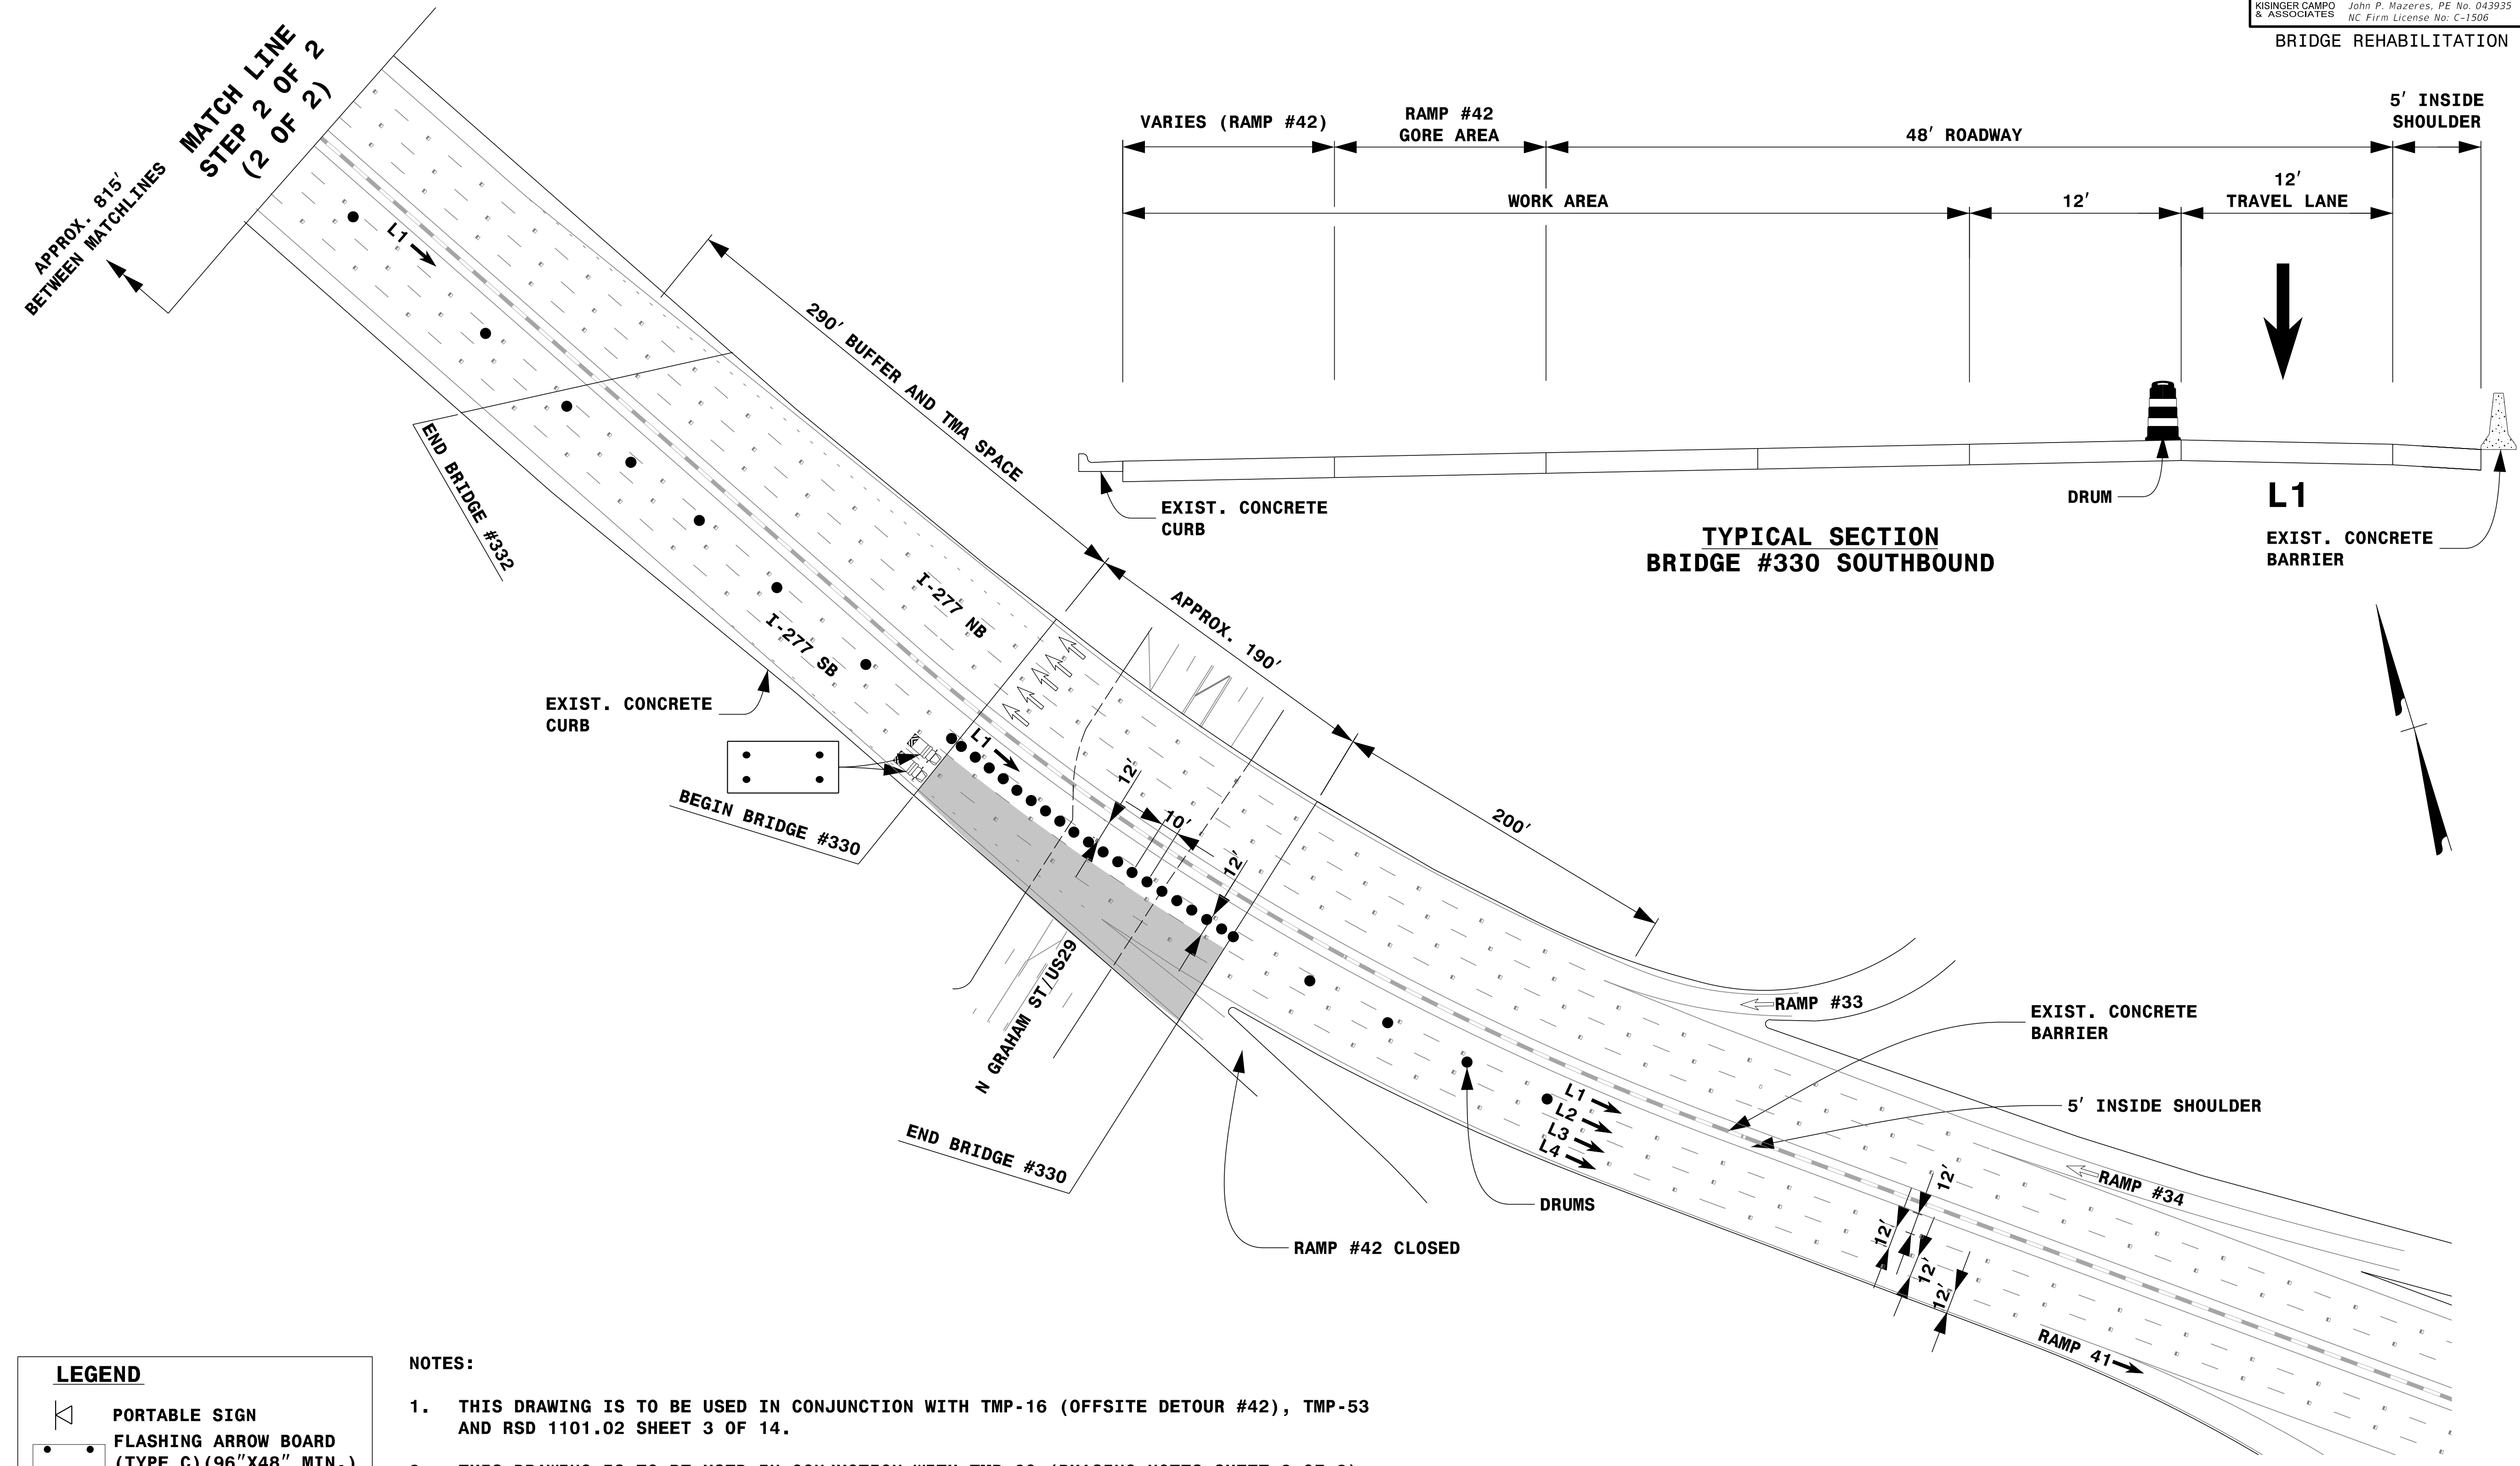 KISINGER CAMPO
& ASSOCIATES
John P. Mazeres, PE No. 043935
NC Firm License No: C-1506
BRIDGE REHABILITATION
MATCH LINE
STEP 2 OF 2
(2 OF 2)
APPROX. 815'
BETWEEN MATCHLINES
L1
290' BUFFER AND TMA SPACE
END BRIDGE #332
I-277 NB
I-277 SB
EXIST. CONCRETE
CURB
BEGIN BRIDGE #330
L1
APPROX. 190'
12'
10'
12'
200'
N GRAHAM ST/US29
END BRIDGE #330
RAMP #42 CLOSED
DRUMS
L1
L2
L3
L4
RAMP #33
EXIST. CONCRETE
BARRIER
5' INSIDE SHOULDER
RAMP #34
12'
12'
12'
12'
RAMP 41
VARIES (RAMP #42)
RAMP #42
GORE AREA
48' ROADWAY
5' INSIDE
SHOULDER
WORK AREA
12'
12'
TRAVEL LANE
EXIST. CONCRETE
CURB
DRUM
L1
EXIST. CONCRETE
BARRIER
TYPICAL SECTION
BRIDGE #330 SOUTHBOUND
LEGEND
PORTABLE SIGN
FLASHING ARROW BOARD
(TYPE C)(96"X48" MIN.)
NOTES:
1. THIS DRAWING IS TO BE USED IN CONJUNCTION WITH TMP-16 (OFFSITE DETOUR #42), TMP-53
AND RSD 1101.02 SHEET 3 OF 14.